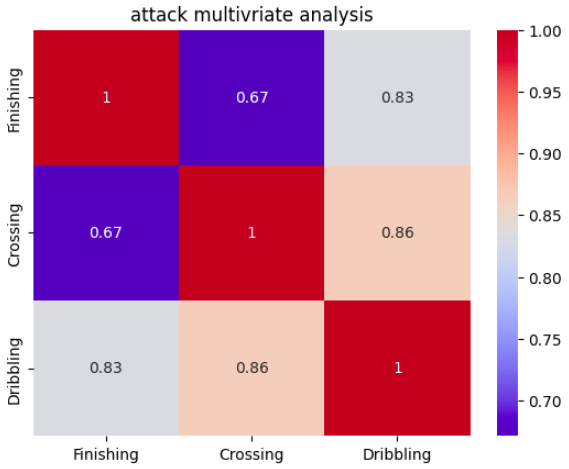 attack multivriate analysis
Finishing 1 0.67 0.83
Crossing 0.67 1 0.86
Dribbling 0.83 0.86 1
Finishing Crossing Dribbling
1.00
0.95
0.90
0.85
0.80
0.75
0.70